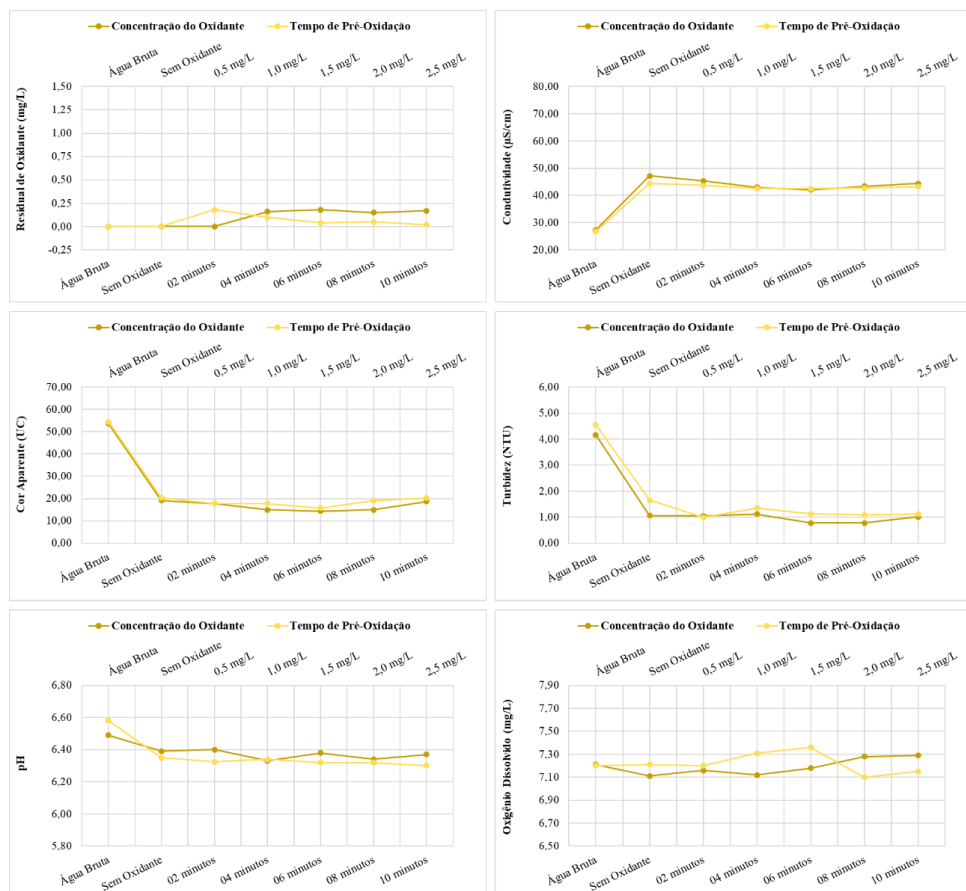 Concentração do Oxidante Tempo de Pré-Oxidação
Água Bruta Sem Oxidante 0,5 mg/L 1,0 mg/L 1,5 mg/L 2,0 mg/L 2,5 mg/L
Residual de Oxidante (mg/L)
1,50
1,25
1,00
0,75
0,50
0,25
0,00
-0,25
Água Bruta Sem Oxidante 02 minutos 04 minutos 06 minutos 08 minutos 10 minutos
Concentração do Oxidante Tempo de Pré-Oxidação
Água Bruta Sem Oxidante 0,5 mg/L 1,0 mg/L 1,5 mg/L 2,0 mg/L 2,5 mg/L
Condutividade (µS/cm)
80,00
70,00
60,00
50,00
40,00
30,00
20,00
Água Bruta Sem Oxidante 02 minutos 04 minutos 06 minutos 08 minutos 10 minutos
Concentração do Oxidante Tempo de Pré-Oxidação
Água Bruta Sem Oxidante 0,5 mg/L 1,0 mg/L 1,5 mg/L 2,0 mg/L 2,5 mg/L
Cor Aparente (UC)
70,00
60,00
50,00
40,00
30,00
20,00
10,00
0,00
Água Bruta Sem Oxidante 02 minutos 04 minutos 06 minutos 08 minutos 10 minutos
Concentração do Oxidante Tempo de Pré-Oxidação
Água Bruta Sem Oxidante 0,5 mg/L 1,0 mg/L 1,5 mg/L 2,0 mg/L 2,5 mg/L
Turbidez (NTU)
6,00
5,00
4,00
3,00
2,00
1,00
0,00
Água Bruta Sem Oxidante 02 minutos 04 minutos 06 minutos 08 minutos 10 minutos
Concentração do Oxidante Tempo de Pré-Oxidação
Água Bruta Sem Oxidante 0,5 mg/L 1,0 mg/L 1,5 mg/L 2,0 mg/L 2,5 mg/L
pH
6,80
6,60
6,40
6,20
6,00
5,80
Água Bruta Sem Oxidante 02 minutos 04 minutos 06 minutos 08 minutos 10 minutos
Concentração do Oxidante Tempo de Pré-Oxidação
Água Bruta Sem Oxidante 0,5 mg/L 1,0 mg/L 1,5 mg/L 2,0 mg/L 2,5 mg/L
Oxigênio Dissolvido (mg/L)
7,90
7,70
7,50
7,30
7,10
6,90
6,70
6,50
Água Bruta Sem Oxidante 02 minutos 04 minutos 06 minutos 08 minutos 10 minutos